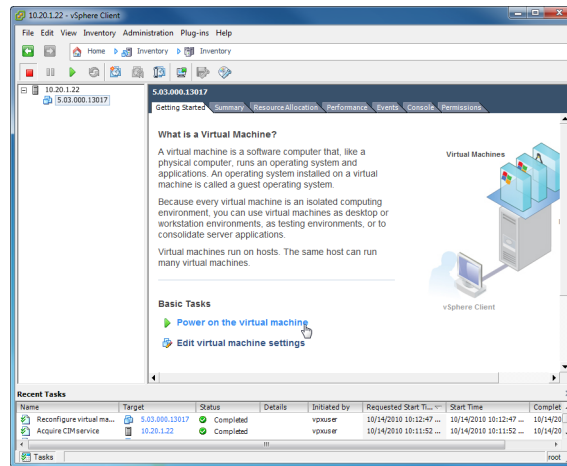 10.20.1.22 - vSphere Client
File Edit View Inventory Administration Plug-ins Help
Home Inventory Inventory
10.20.1.22
5.03.000.13017
5.03.000.13017
Getting Started Summary Resource Allocation Performance Events Console Permissions
What is a Virtual Machine?
A virtual machine is a software computer that, like a
physical computer, runs an operating system and
applications. An operating system installed on a virtual
machine is called a guest operating system.
Because every virtual machine is an isolated computing
environment, you can use virtual machines as desktop or
workstation environments, as testing environments, or to
consolidate server applications.
Virtual machines run on hosts. The same host can run
many virtual machines.
Virtual Machines
vSphere Client
Basic Tasks
Power on the virtual machine
Edit virtual machine settings
Recent Tasks
Name Target Status Details Initiated by Requested Start Ti... Start Time Complet
Reconfigure virtual ma... 5.03.000.13017 Completed vpxuser 10/14/2010 10:12:47 ... 10/14/2010 10:12:47 ... 10/14/20
Acquire CIM service 10.20.1.22 Completed vpxuser 10/14/2010 10:11:52 ... 10/14/2010 10:11:52 ... 10/14/20
Tasks root